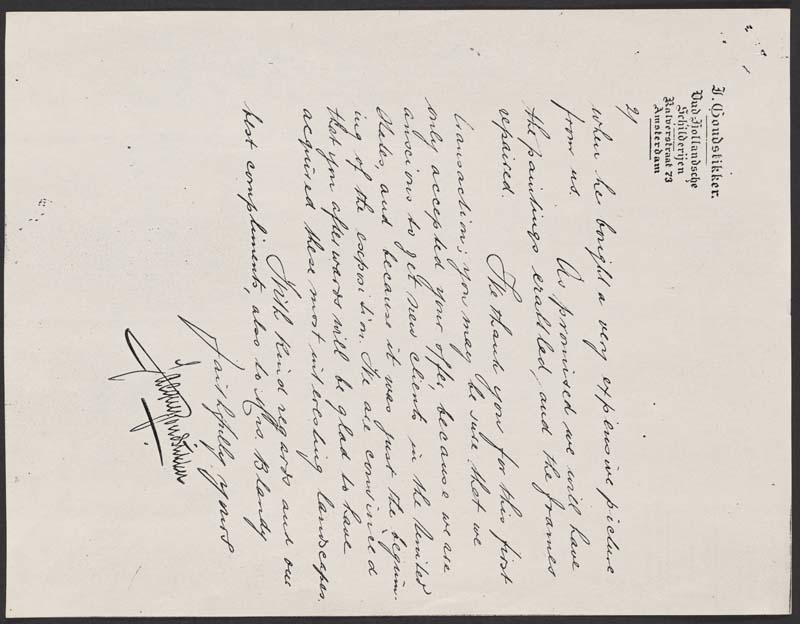 J. Goudstikker.
Oud Hollandsche
Schilderijen
Kalverstraat 73
Amsterdam
2/
when he bought a very expensive picture
from us. As promised we will have
the paintings cradled, and the frames
repaired. We thank you for this first
transaction; you may be sure that we
only accepted your offer because we are
anscious to get new clients in the United
States, and because it was just the beginn-
ing of the exposition. We are convinced
that you afterwards will be glad to have
acquired these most interesting landscapes.
With kind regards and our
best compliments, also to Mrs. Blandy
Faithfully yours